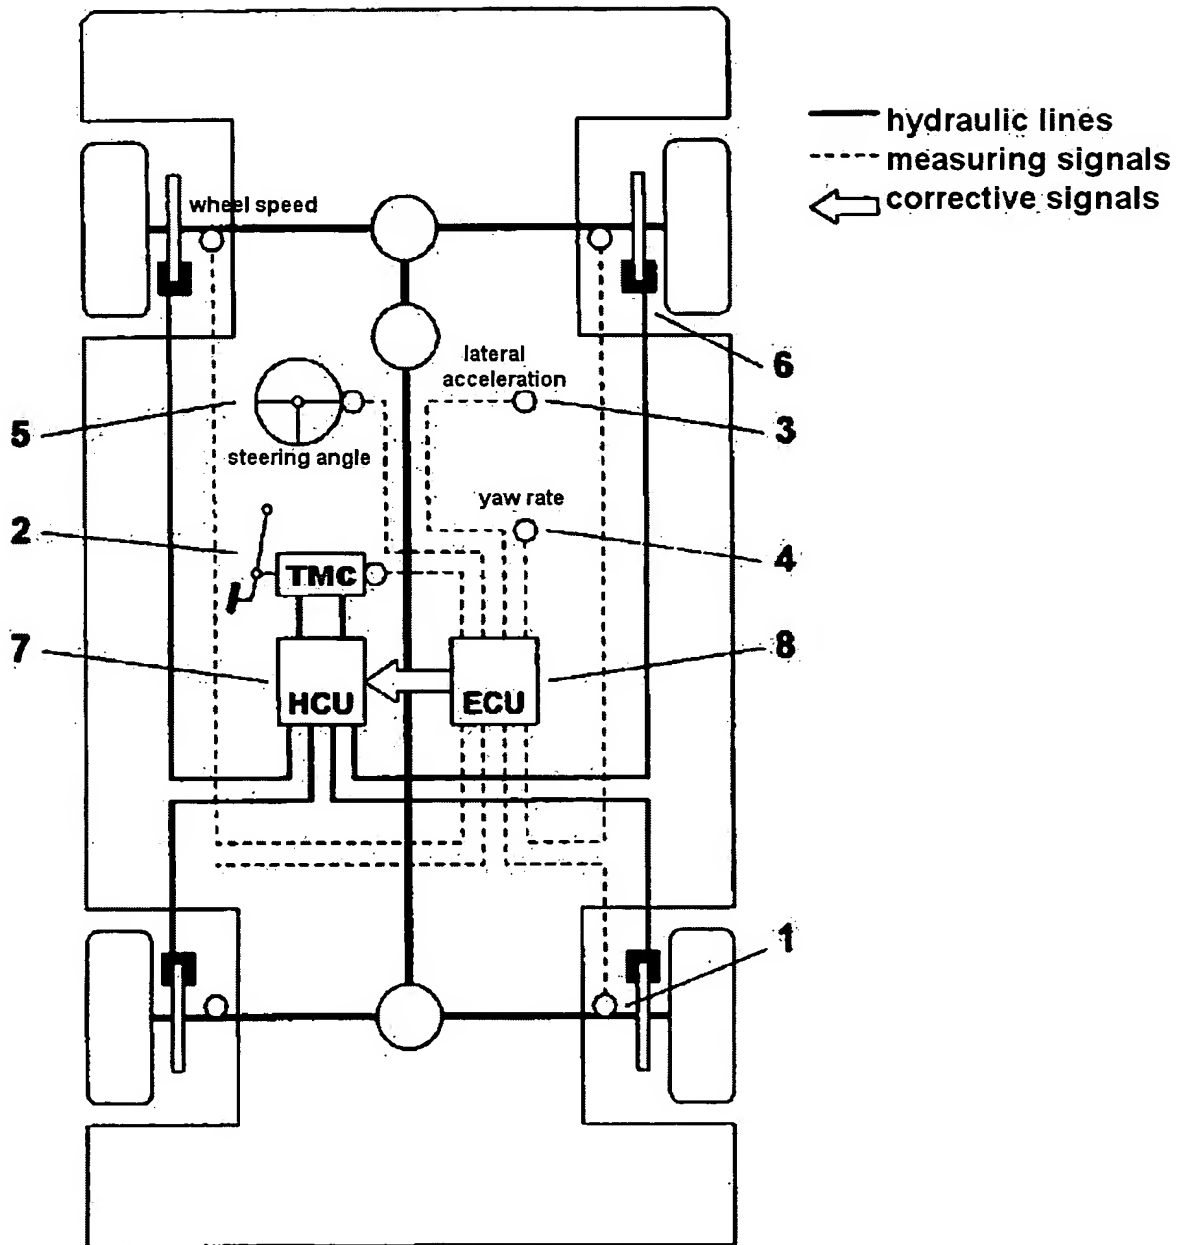 hydraulic lines
measuring signals
corrective signals
wheel speed
6
lateral
acceleration
5
3
steering angle
yaw rate
2
4
TMC
7
8
HCU
ECU
1